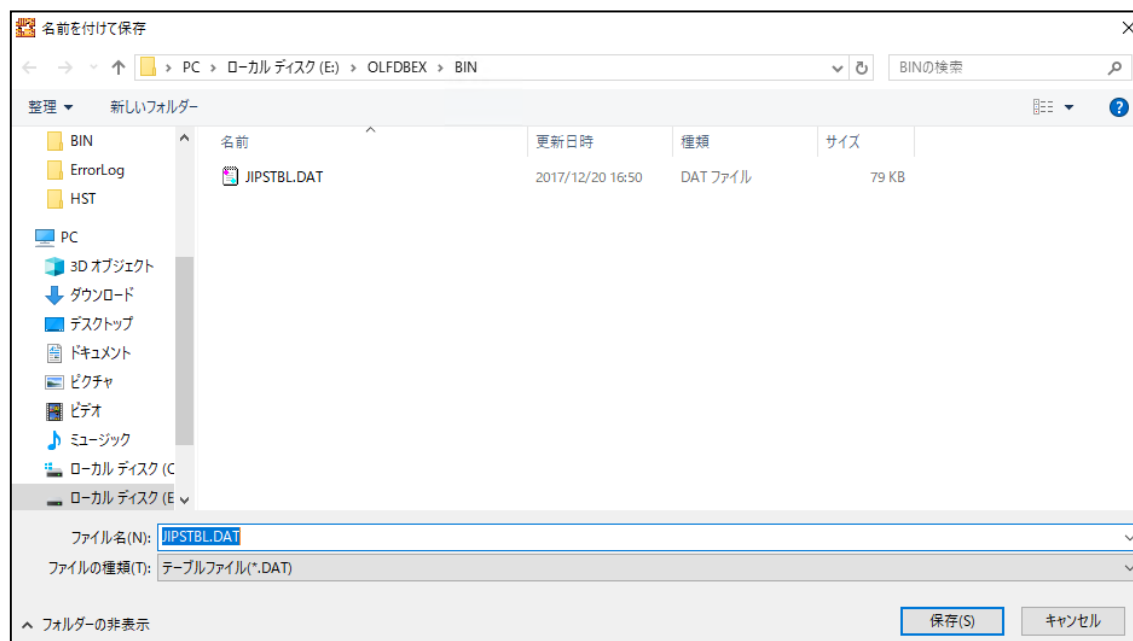 名前を付けて保存
PC › ローカル ディスク (E:) › OLFDBEX › BIN
BINの検索
整理 新しいフォルダー
BIN
ErrorLog
HST
PC
3D オブジェクト
ダウンロード
デスクトップ
ドキュメント
ピクチャ
ビデオ
ミュージック
ローカル ディスク (C
ローカル ディスク (E
名前 更新日時 種類 サイズ
JIPSTBL.DAT 2017/12/20 16:50 DAT ファイル 79 KB
ファイル名(N): JIPSTBL.DAT
ファイルの種類(T): テーブルファイル(*.DAT)
フォルダーの非表示 保存(S) キャンセル